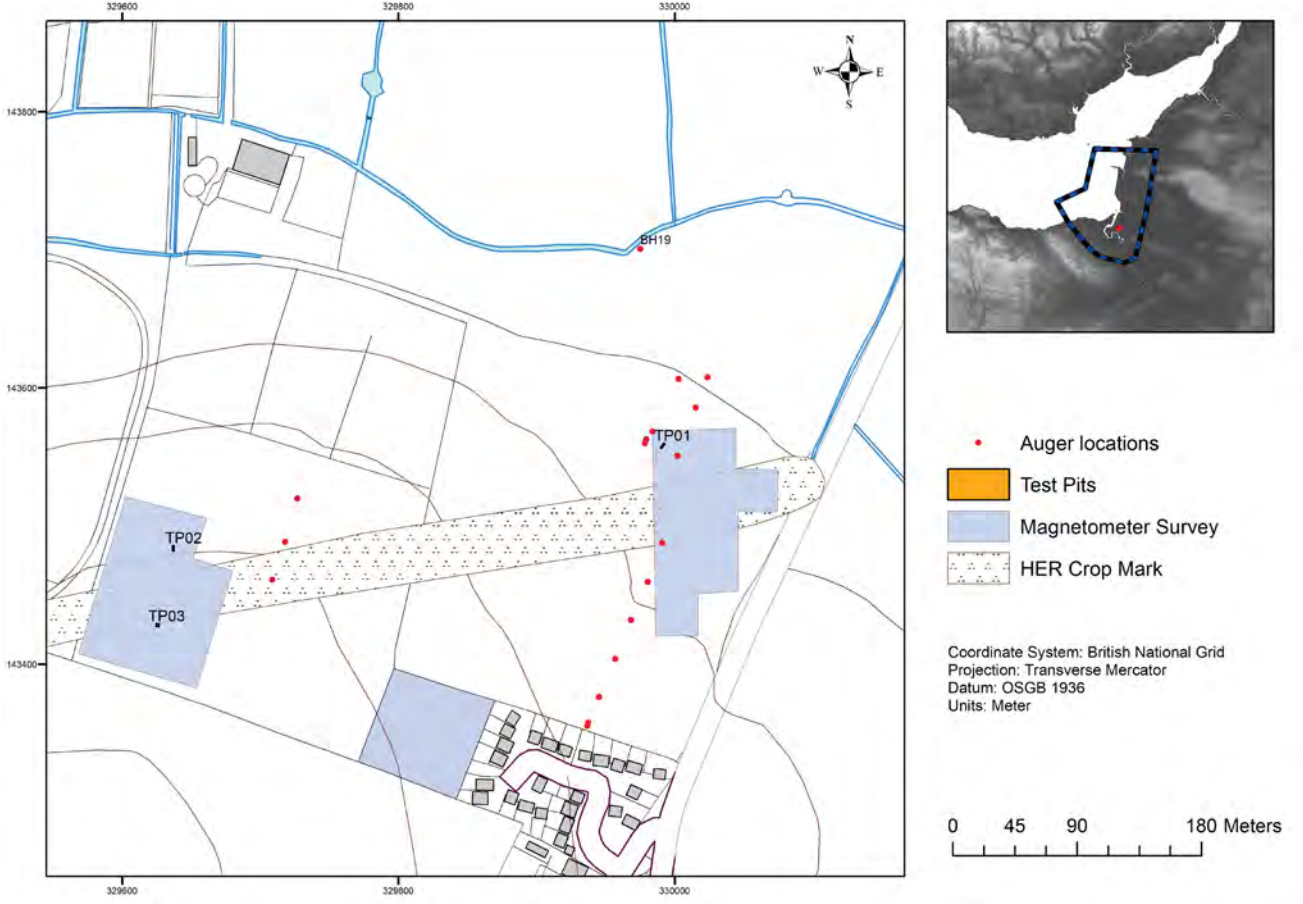 329600
329800
330000
143800
143600
143400
N
W
E
S
BH19
TP01
TP02
TP03
329600
329800
330000
Auger locations
Test Pits
Magnetometer Survey
HER Crop Mark
Coordinate System: British National Grid
Projection: Transverse Mercator
Datum: OSGB 1936
Units: Meter
0 45 90 180 Meters